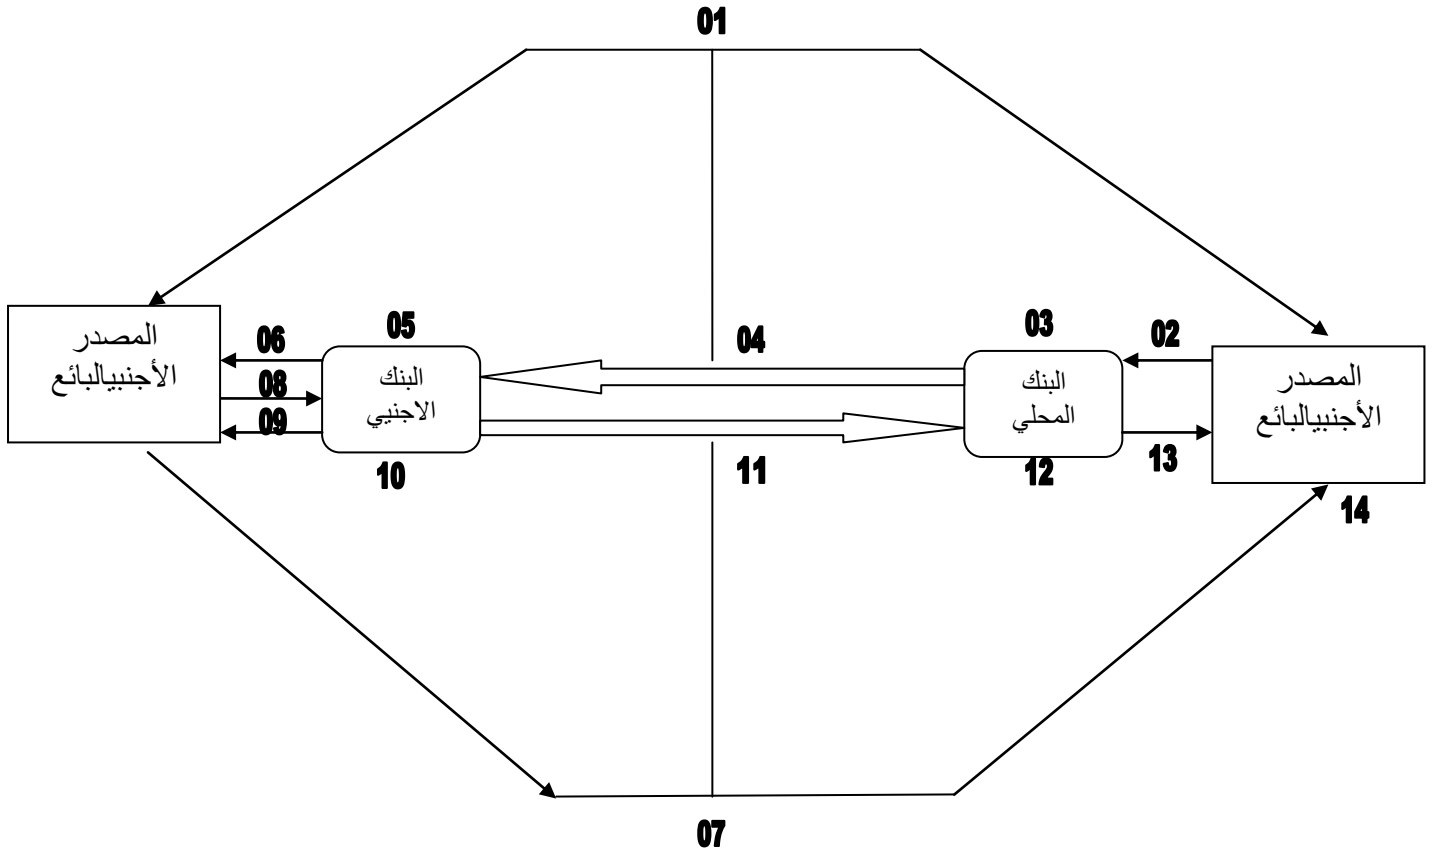 01
المصدر
الأجنبيالبائع
06
08
09
05
البنك
الاجنبي
10
04
11
03
البنك
المحلي
12
02
13
المصدر
الأجنبيالبائع
14
07